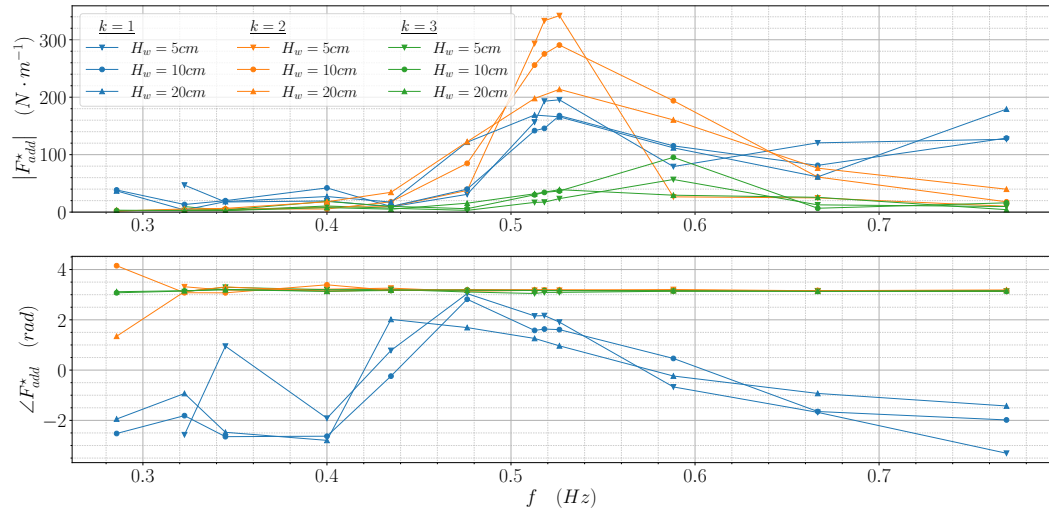 k = 1 k = 2 k = 3
H_w = 5cm H_w = 5cm H_w = 5cm
H_w = 10cm H_w = 10cm H_w = 10cm
H_w = 20cm H_w = 20cm H_w = 20cm
|F*_add| (N · m⁻¹)
300
200
100
0
0.3 0.4 0.5 0.6 0.7
∠F*_add (rad)
4
2
0
−2
0.3 0.4 0.5 0.6 0.7
f (Hz)